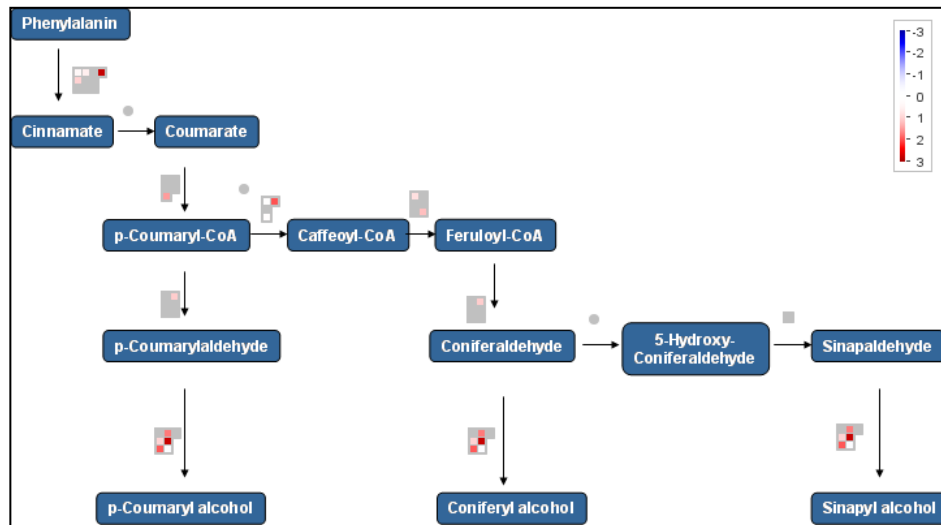 Phenylalanin
-3
-2
-1
0
1
2
3
Cinnamate
Coumarate
p-Coumaryl-CoA
Caffeoyl-CoA
Feruloyl-CoA
p-Coumarylaldehyde
Coniferaldehyde
5-Hydroxy-
Coniferaldehyde
Sinapaldehyde
p-Coumaryl alcohol
Coniferyl alcohol
Sinapyl alcohol